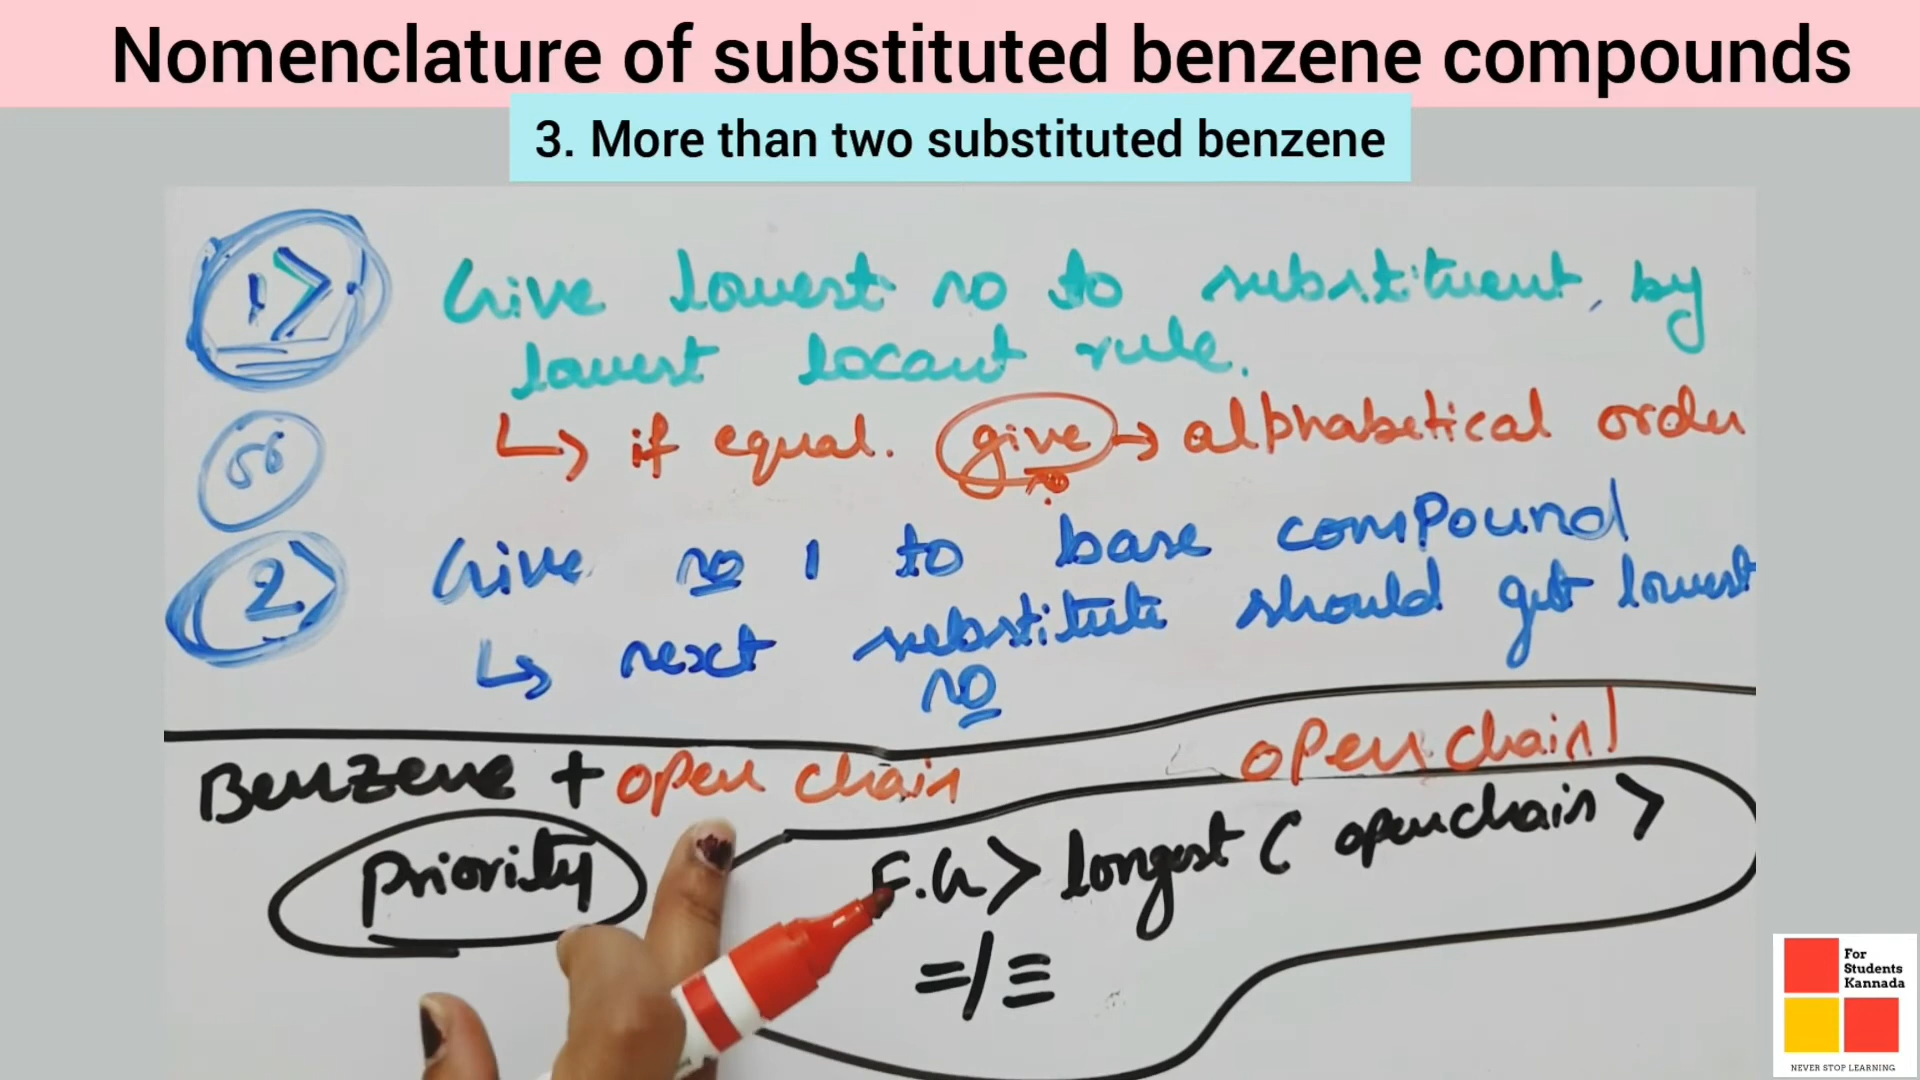 Nomenclature of substituted benzene compounds
3. More than two substituted benzene
1> Give lowest no to substituent, by
lowest locant rule.
↳ if equal. give → alphabetical order
no
56
2> Give no 1 to base compound
↳ next substitute should get lowest
no
Benzene + open chain
open chain
Priority
F.G > longest ( openchain >
=/≡
For
Students
Kannada
NEVER STOP LEARNING